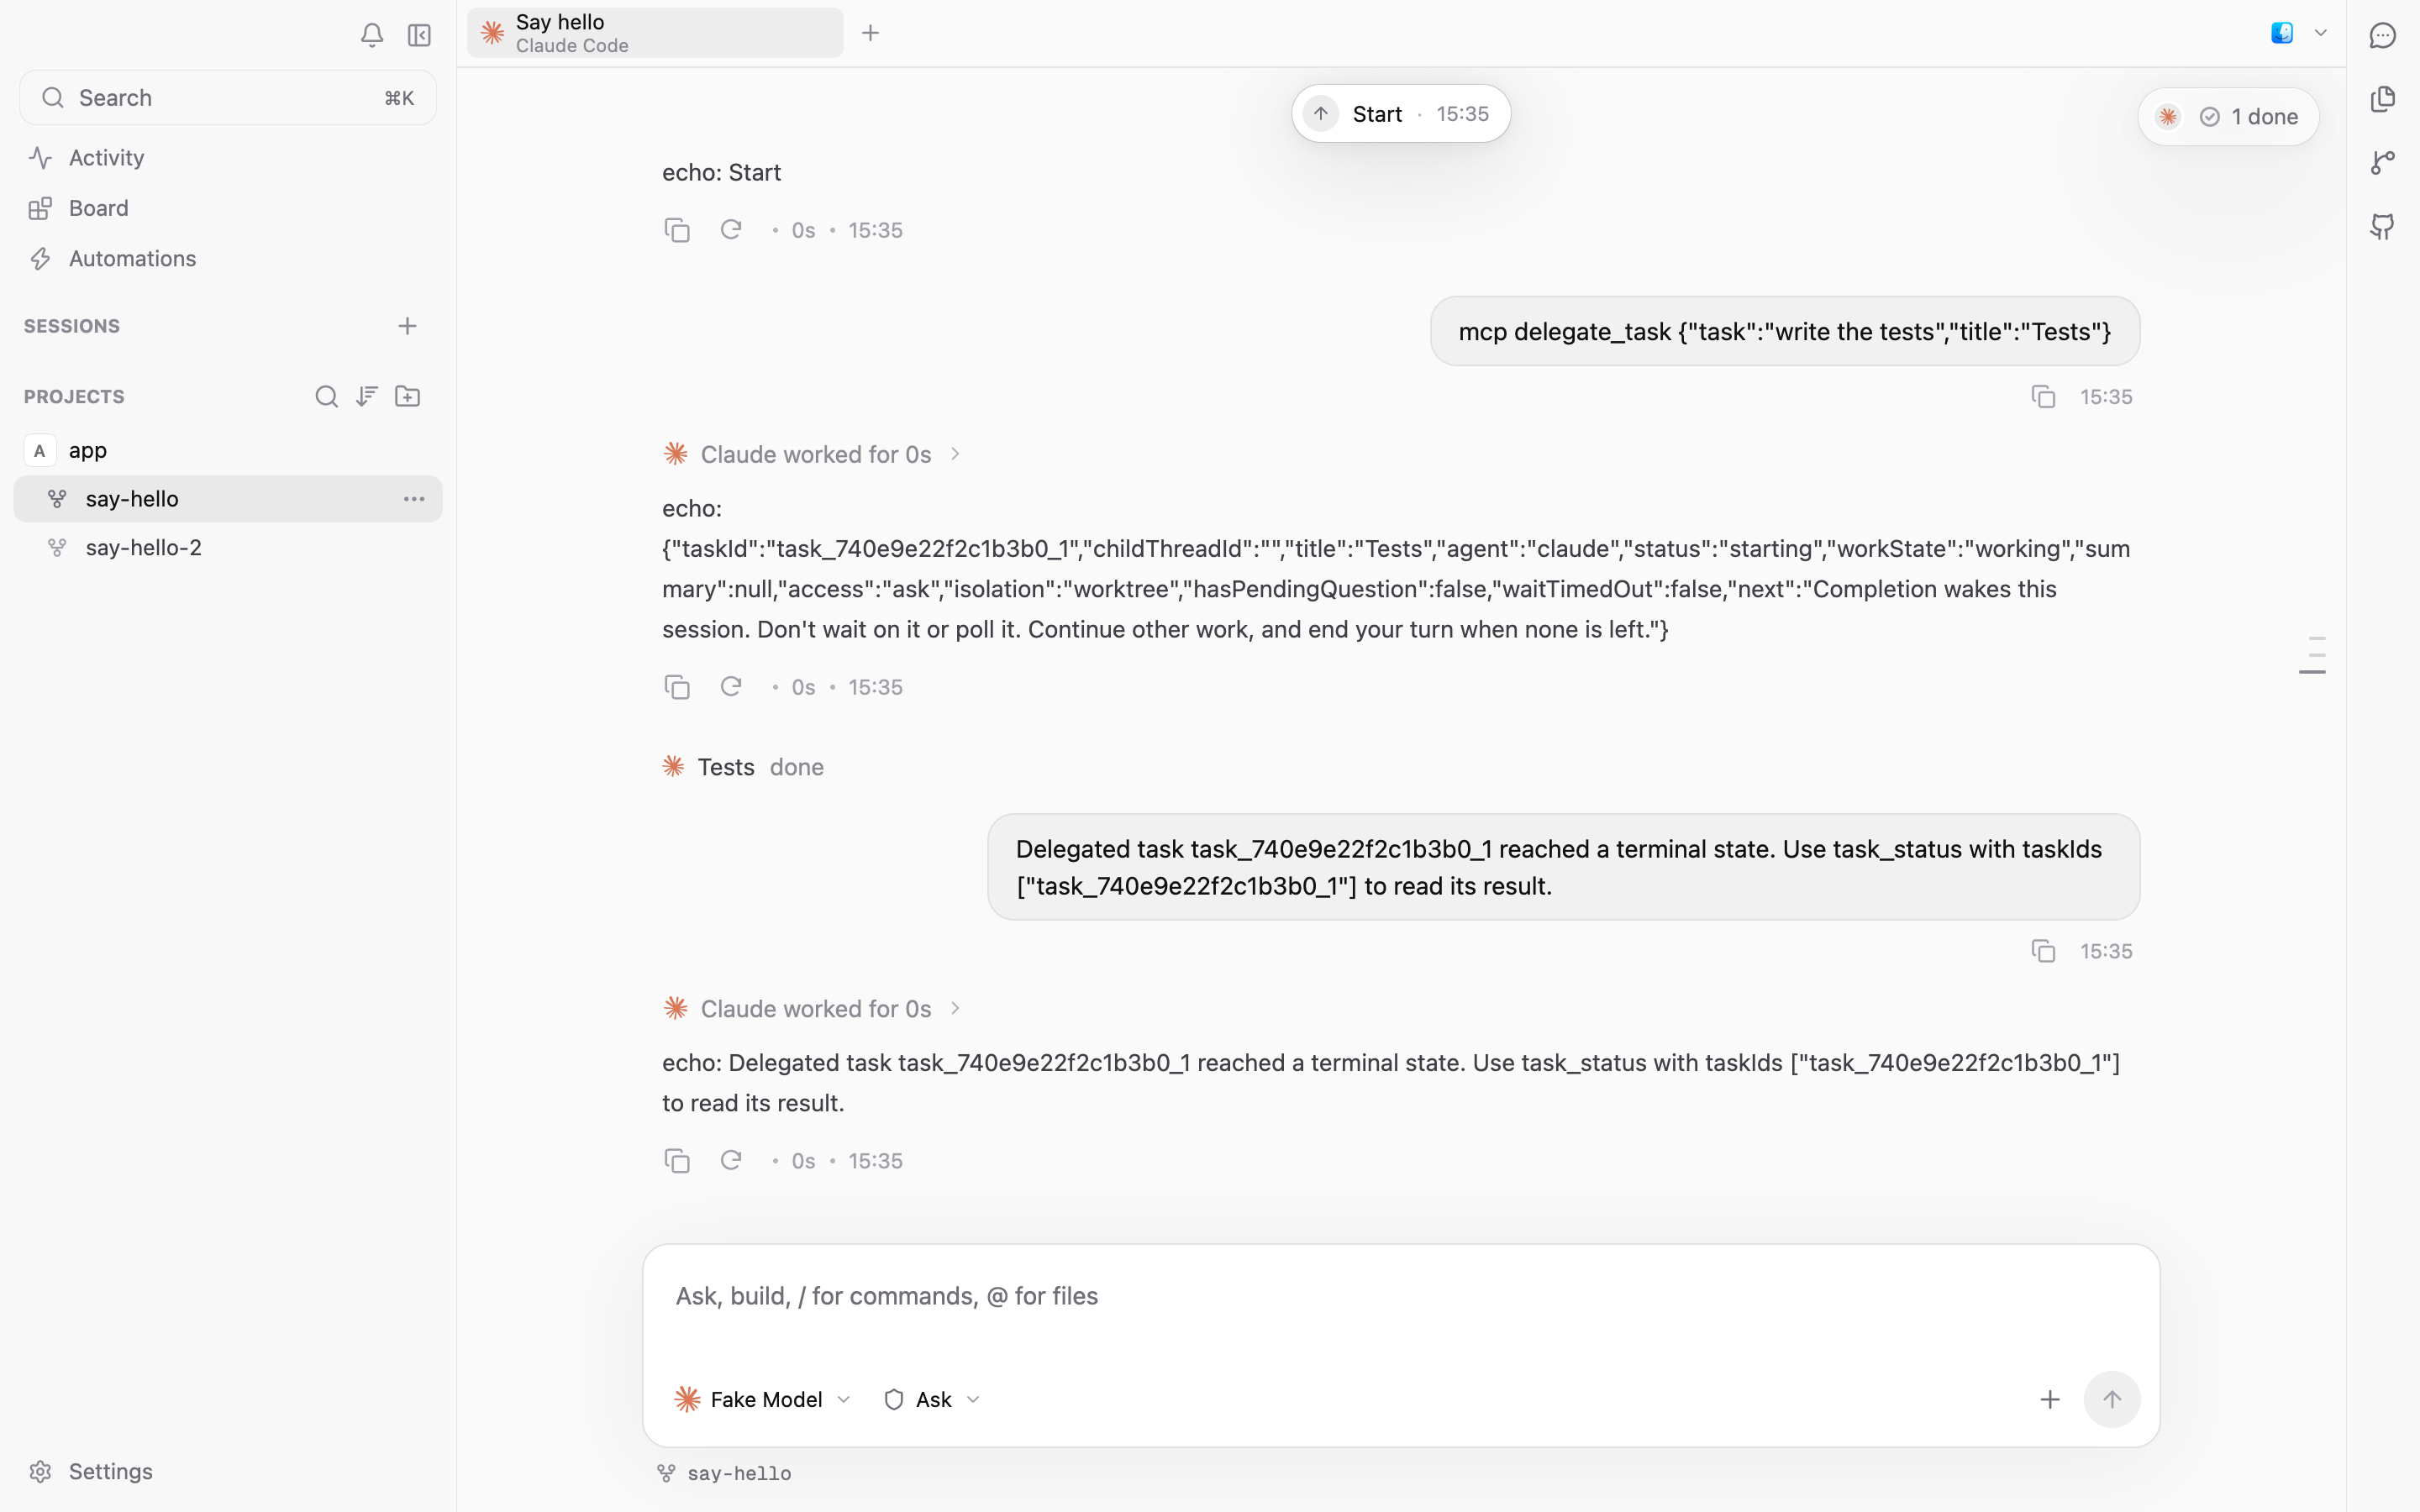 Say hello
Claude Code
Search
⌘K
Activity
Board
Automations
SESSIONS
PROJECTS
A
app
say-hello
say-hello-2
Settings
Start · 15:35
1 done
echo: Start
• 0s • 15:35
mcp delegate_task {"task":"write the tests","title":"Tests"}
15:35
Claude worked for 0s
echo:
{"taskId":"task_740e9e22f2c1b3b0_1","childThreadId":"","title":"Tests","agent":"claude","status":"starting","workState":"working","sum
mary":null,"access":"ask","isolation":"worktree","hasPendingQuestion":false,"waitTimedOut":false,"next":"Completion wakes this
session. Don't wait on it or poll it. Continue other work, and end your turn when none is left."}
• 0s • 15:35
Tests done
Delegated task task_740e9e22f2c1b3b0_1 reached a terminal state. Use task_status with taskIds
["task_740e9e22f2c1b3b0_1"] to read its result.
15:35
Claude worked for 0s
echo: Delegated task task_740e9e22f2c1b3b0_1 reached a terminal state. Use task_status with taskIds ["task_740e9e22f2c1b3b0_1"]
to read its result.
• 0s • 15:35
Ask, build, / for commands, @ for files
Fake Model
Ask
say-hello